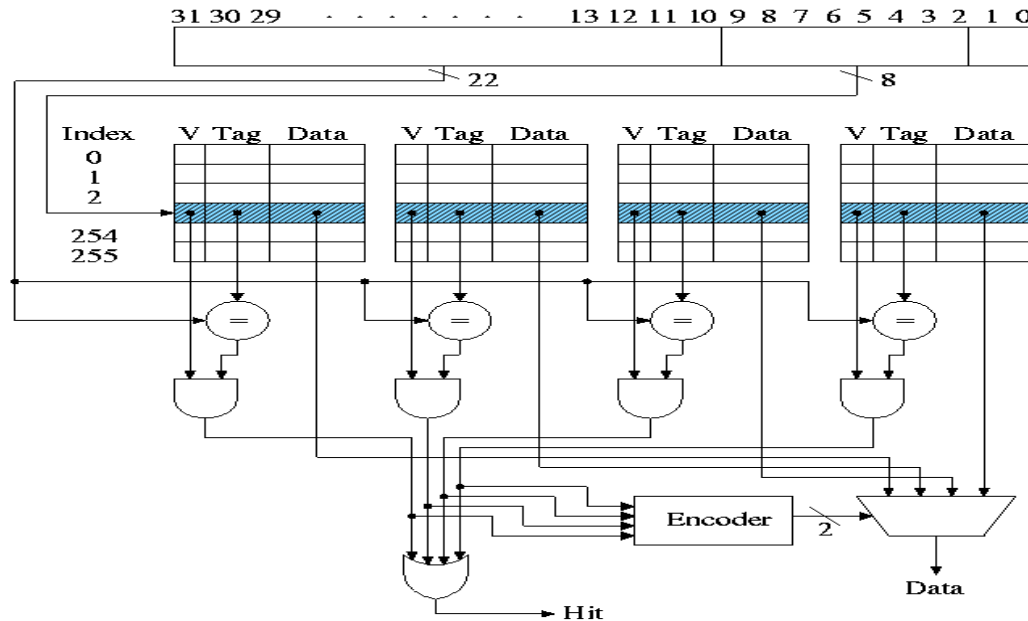 31 30 29 . . . . . . . 13 12 11 10 9 8 7 6 5 4 3 2 1 0
22
8
Index V Tag Data V Tag Data V Tag Data V Tag Data
0
1
2
254
255
= = = =
Encoder
2
Data
Hit